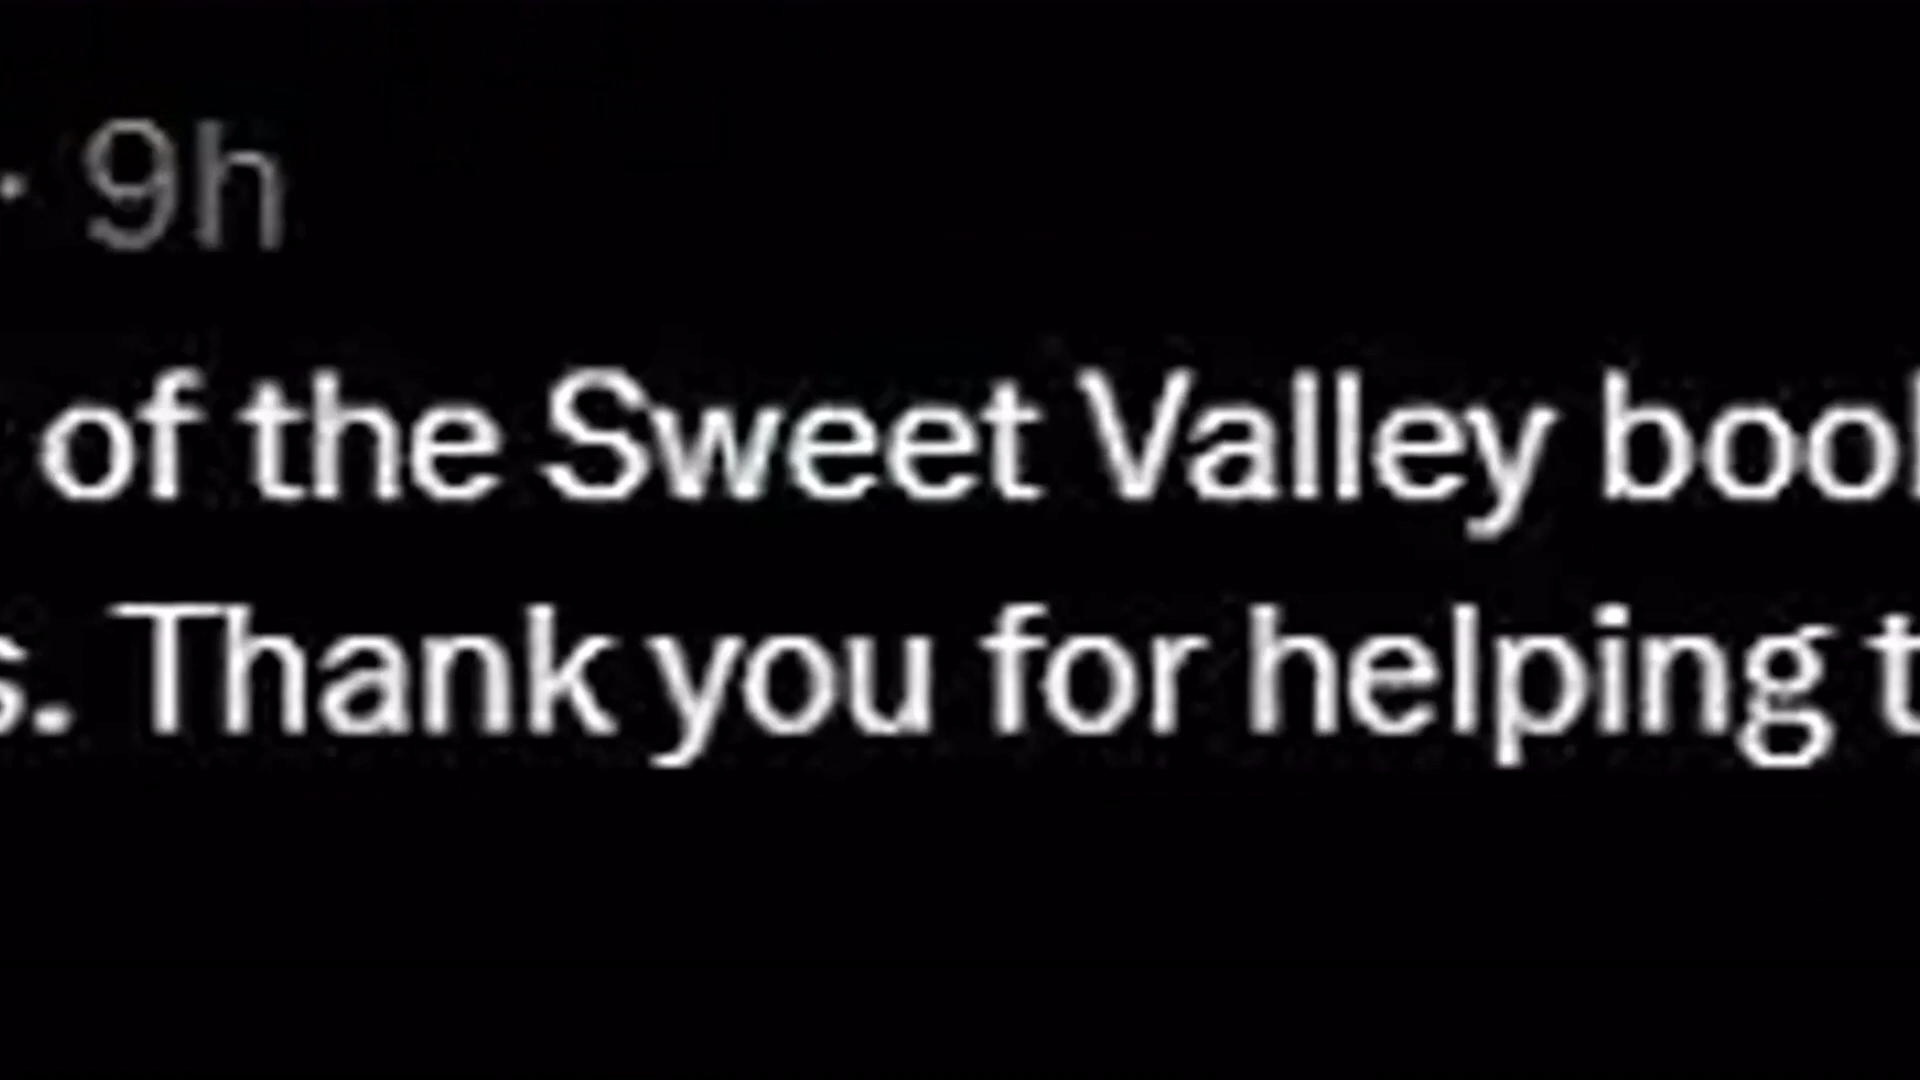 · 9h
of the Sweet Valley
s. Thank you for helping